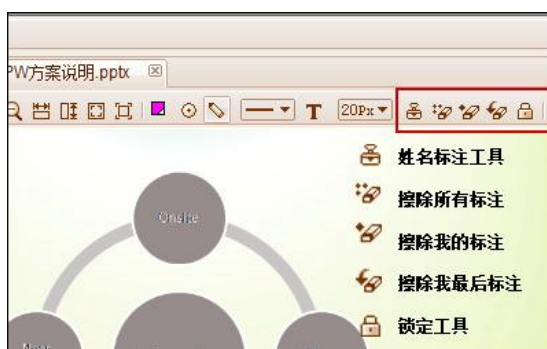 PW方案说明.pptx
T 20Px
姓名标注工具
Onsite
擦除所有标注
擦除我的标注
擦除我最后标注
锁定工具
Near